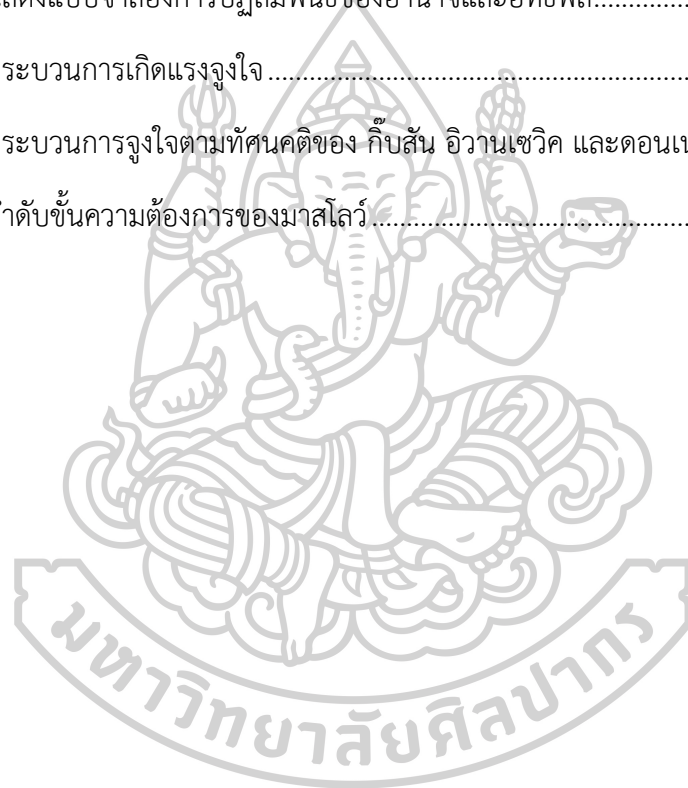 ระบวนการเกิดแรงจูงใจ ........................................................
ระบวนการจูงใจตามทัศนคติของ กิ๊บสัน อิวานเซวิค และดอนเน
ำดับขั้นความต้องการของมาสโลว์ ..........................................
มหาวิทยาลัยศิลปากร